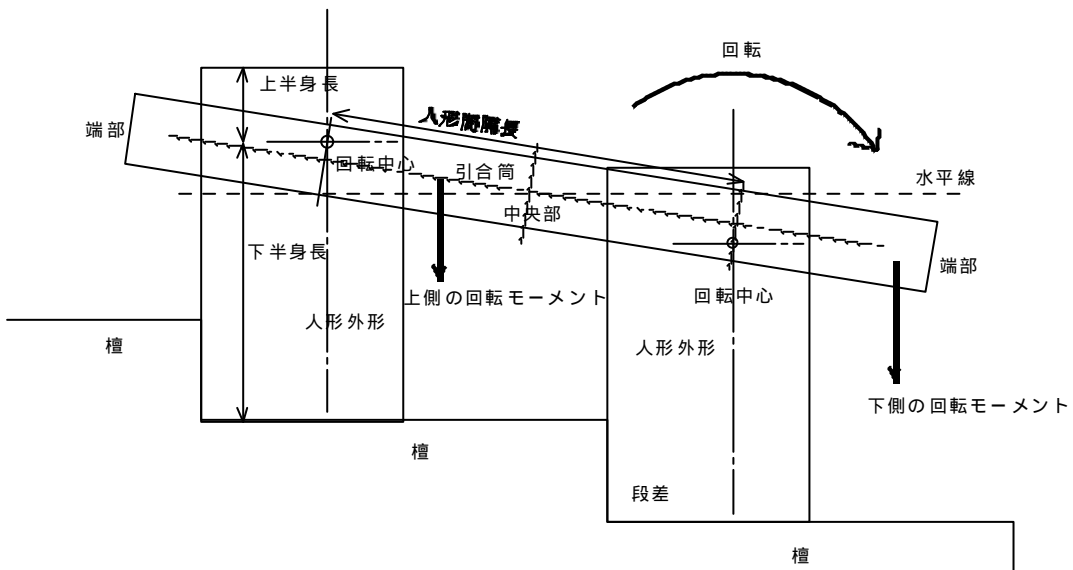 回転
上半身長
人形間隔長
端部
回転中心
引合筒
水平線
中央部
下半身長
端部
上側の回転モーメント
回転中心
人形外形
檀
人形外形
下側の回転モーメント
檀
段差
檀